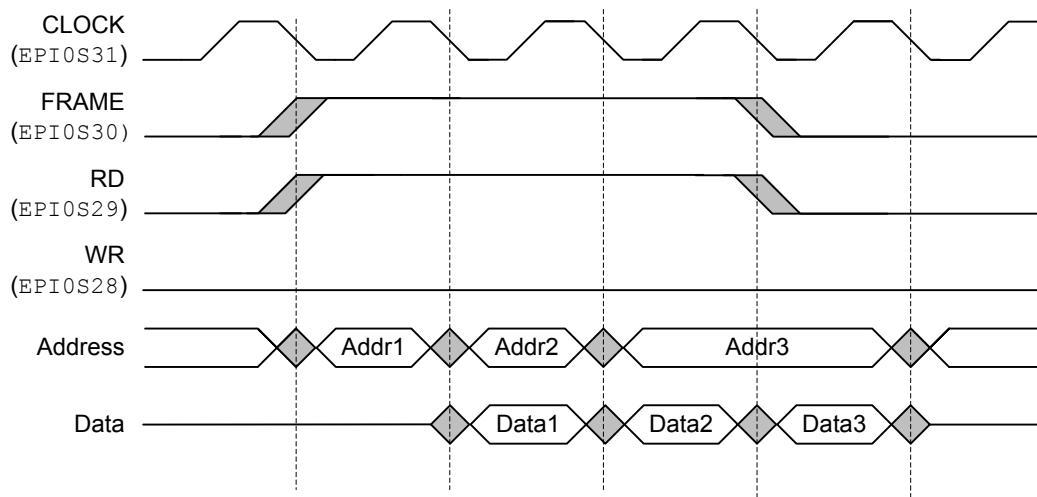 CLOCK
(EPI0S31)
FRAME
(EPI0S30)
RD
(EPI0S29)
WR
(EPI0S28)
Address Addr1 Addr2 Addr3
Data Data1 Data2 Data3